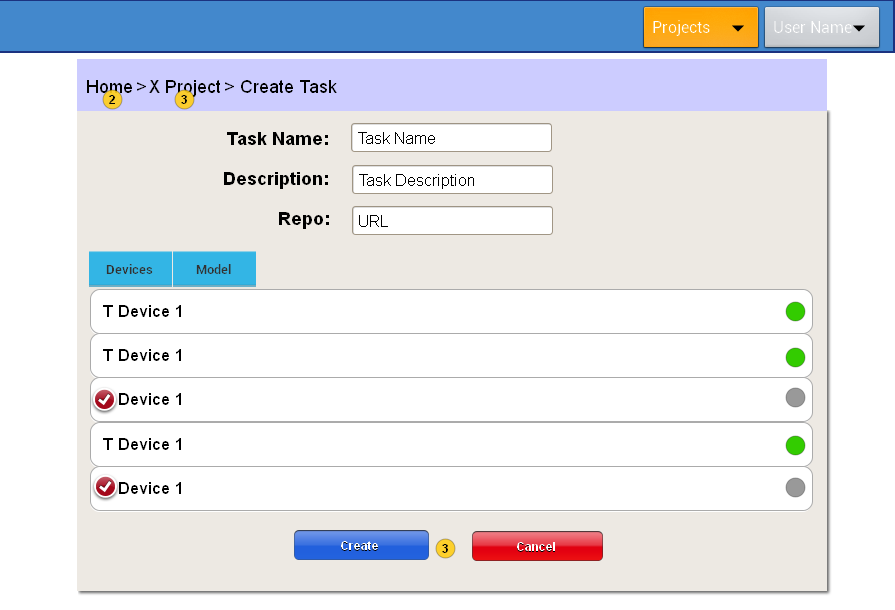 Projects User Name
Home > X Project > Create Task
2 3
Task Name: Task Name
Description: Task Description
Repo: URL
Devices Model
T Device 1
T Device 1
Device 1
T Device 1
Device 1
Create 3 Cancel